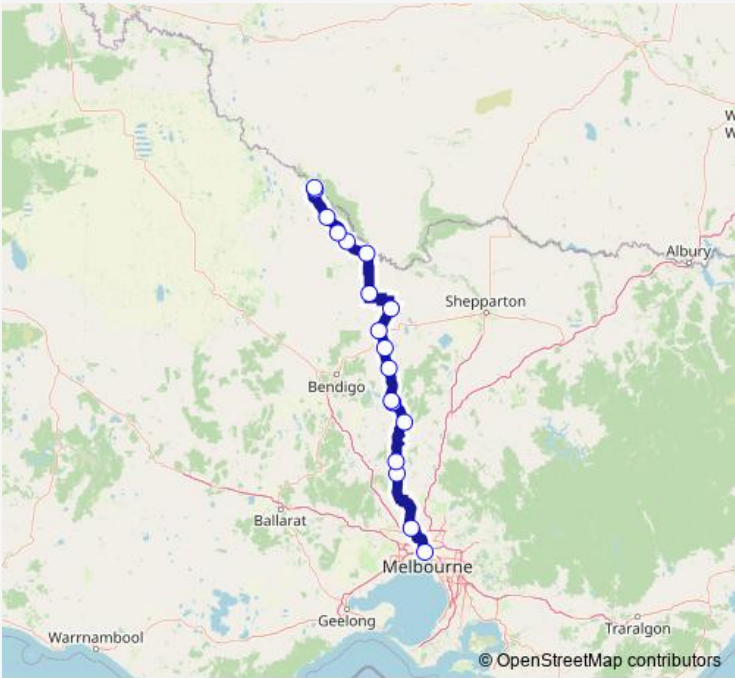 W
W
Albury
Shepparton
Bendigo
Ballarat
Melbourne
Geelong
Traralgon
Warrnambool
© OpenStreetMap contributors